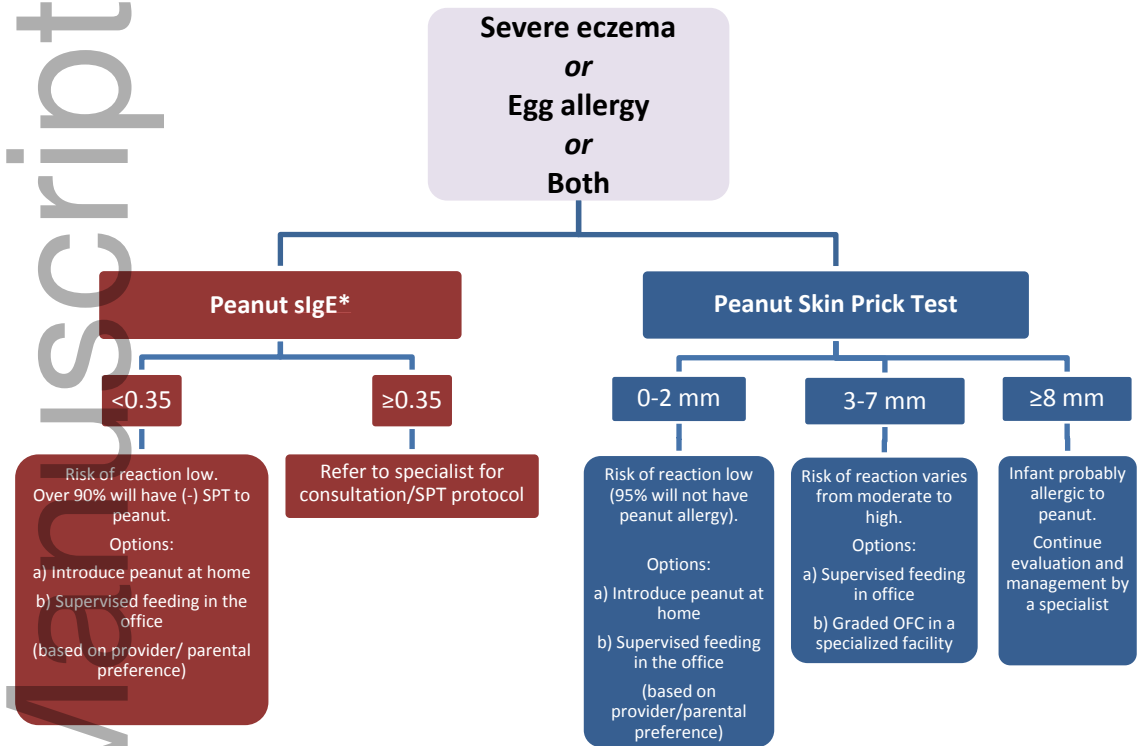 Manuscript
Severe eczema
or
Egg allergy
or
Both
Peanut sIgE*
<0.35
Risk of reaction low.
Over 90% will have (-) SPT to
peanut.
Options:
a) Introduce peanut at home
b) Supervised feeding in the
office
(based on provider/ parental
preference)
≥0.35
Refer to specialist for
consultation/SPT protocol
Peanut Skin Prick Test
0-2 mm
Risk of reaction low
(95% will not have
peanut allergy).
Options:
a) Introduce peanut at
home
b) Supervised feeding
in the office
(based on
provider/parental
preference)
3-7 mm
Risk of reaction varies
from moderate to
high.
Options:
a) Supervised feeding
in office
b) Graded OFC in a
specialized facility
≥8 mm
Infant probably
allergic to
peanut.
Continue
evaluation and
management by
a specialist